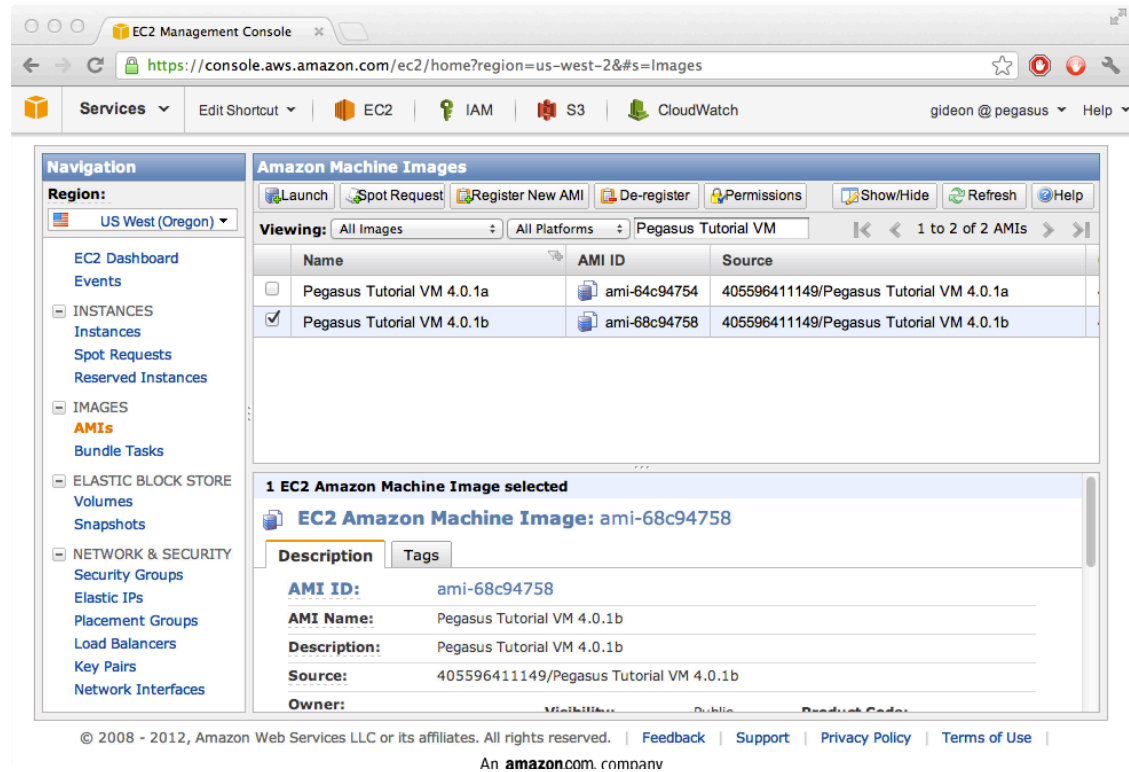 EC2 Management Console
https://console.aws.amazon.com/ec2/home?region=us-west-2&#s=Images
Services Edit Shortcut EC2 IAM S3 CloudWatch gideon @ pegasus Help
Navigation
Region:
US West (Oregon)
EC2 Dashboard
Events
INSTANCES
Instances
Spot Requests
Reserved Instances
IMAGES
AMIs
Bundle Tasks
ELASTIC BLOCK STORE
Volumes
Snapshots
NETWORK & SECURITY
Security Groups
Elastic IPs
Placement Groups
Load Balancers
Key Pairs
Network Interfaces
Amazon Machine Images
Launch Spot Request Register New AMI De-register Permissions Show/Hide Refresh Help
Viewing: All Images All Platforms Pegasus Tutorial VM 1 to 2 of 2 AMIs
Name AMI ID Source
Pegasus Tutorial VM 4.0.1a ami-64c94754 405596411149/Pegasus Tutorial VM 4.0.1a
Pegasus Tutorial VM 4.0.1b ami-68c94758 405596411149/Pegasus Tutorial VM 4.0.1b
1 EC2 Amazon Machine Image selected
EC2 Amazon Machine Image: ami-68c94758
Description Tags
AMI ID: ami-68c94758
AMI Name: Pegasus Tutorial VM 4.0.1b
Description: Pegasus Tutorial VM 4.0.1b
Source: 405596411149/Pegasus Tutorial VM 4.0.1b
Owner: Visibility: Public Product Code:
© 2008 - 2012, Amazon Web Services LLC or its affiliates. All rights reserved. | Feedback | Support | Privacy Policy | Terms of Use |
An amazon.com. company